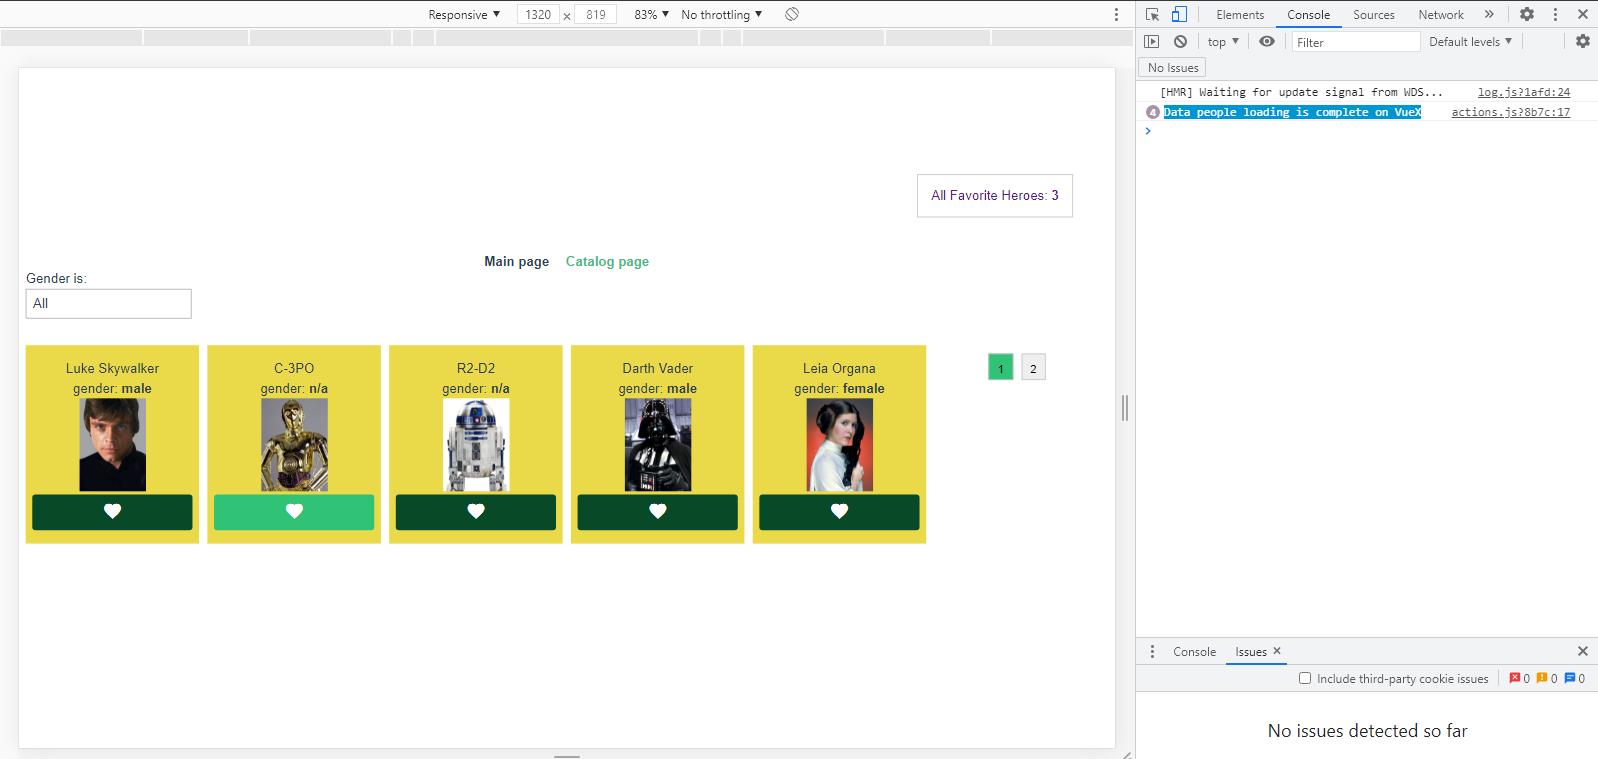 Responsive ▼ 1320 × 819 83% ▼ No throttling ▼
Elements Console Sources Network »
top ▼ Filter Default levels ▼
No Issues
[HMR] Waiting for update signal from WDS... log.js?1afd:24
4 Data people loading is complete on VueX actions.js?8b7c:17
All Favorite Heroes: 3
Main page Catalog page
Gender is:
All
Luke Skywalker
gender: male
C-3PO
gender: n/a
R2-D2
gender: n/a
Darth Vader
gender: male
Leia Organa
gender: female
1 2
Console Issues ×
Include third-party cookie issues 0 0 0
No issues detected so far